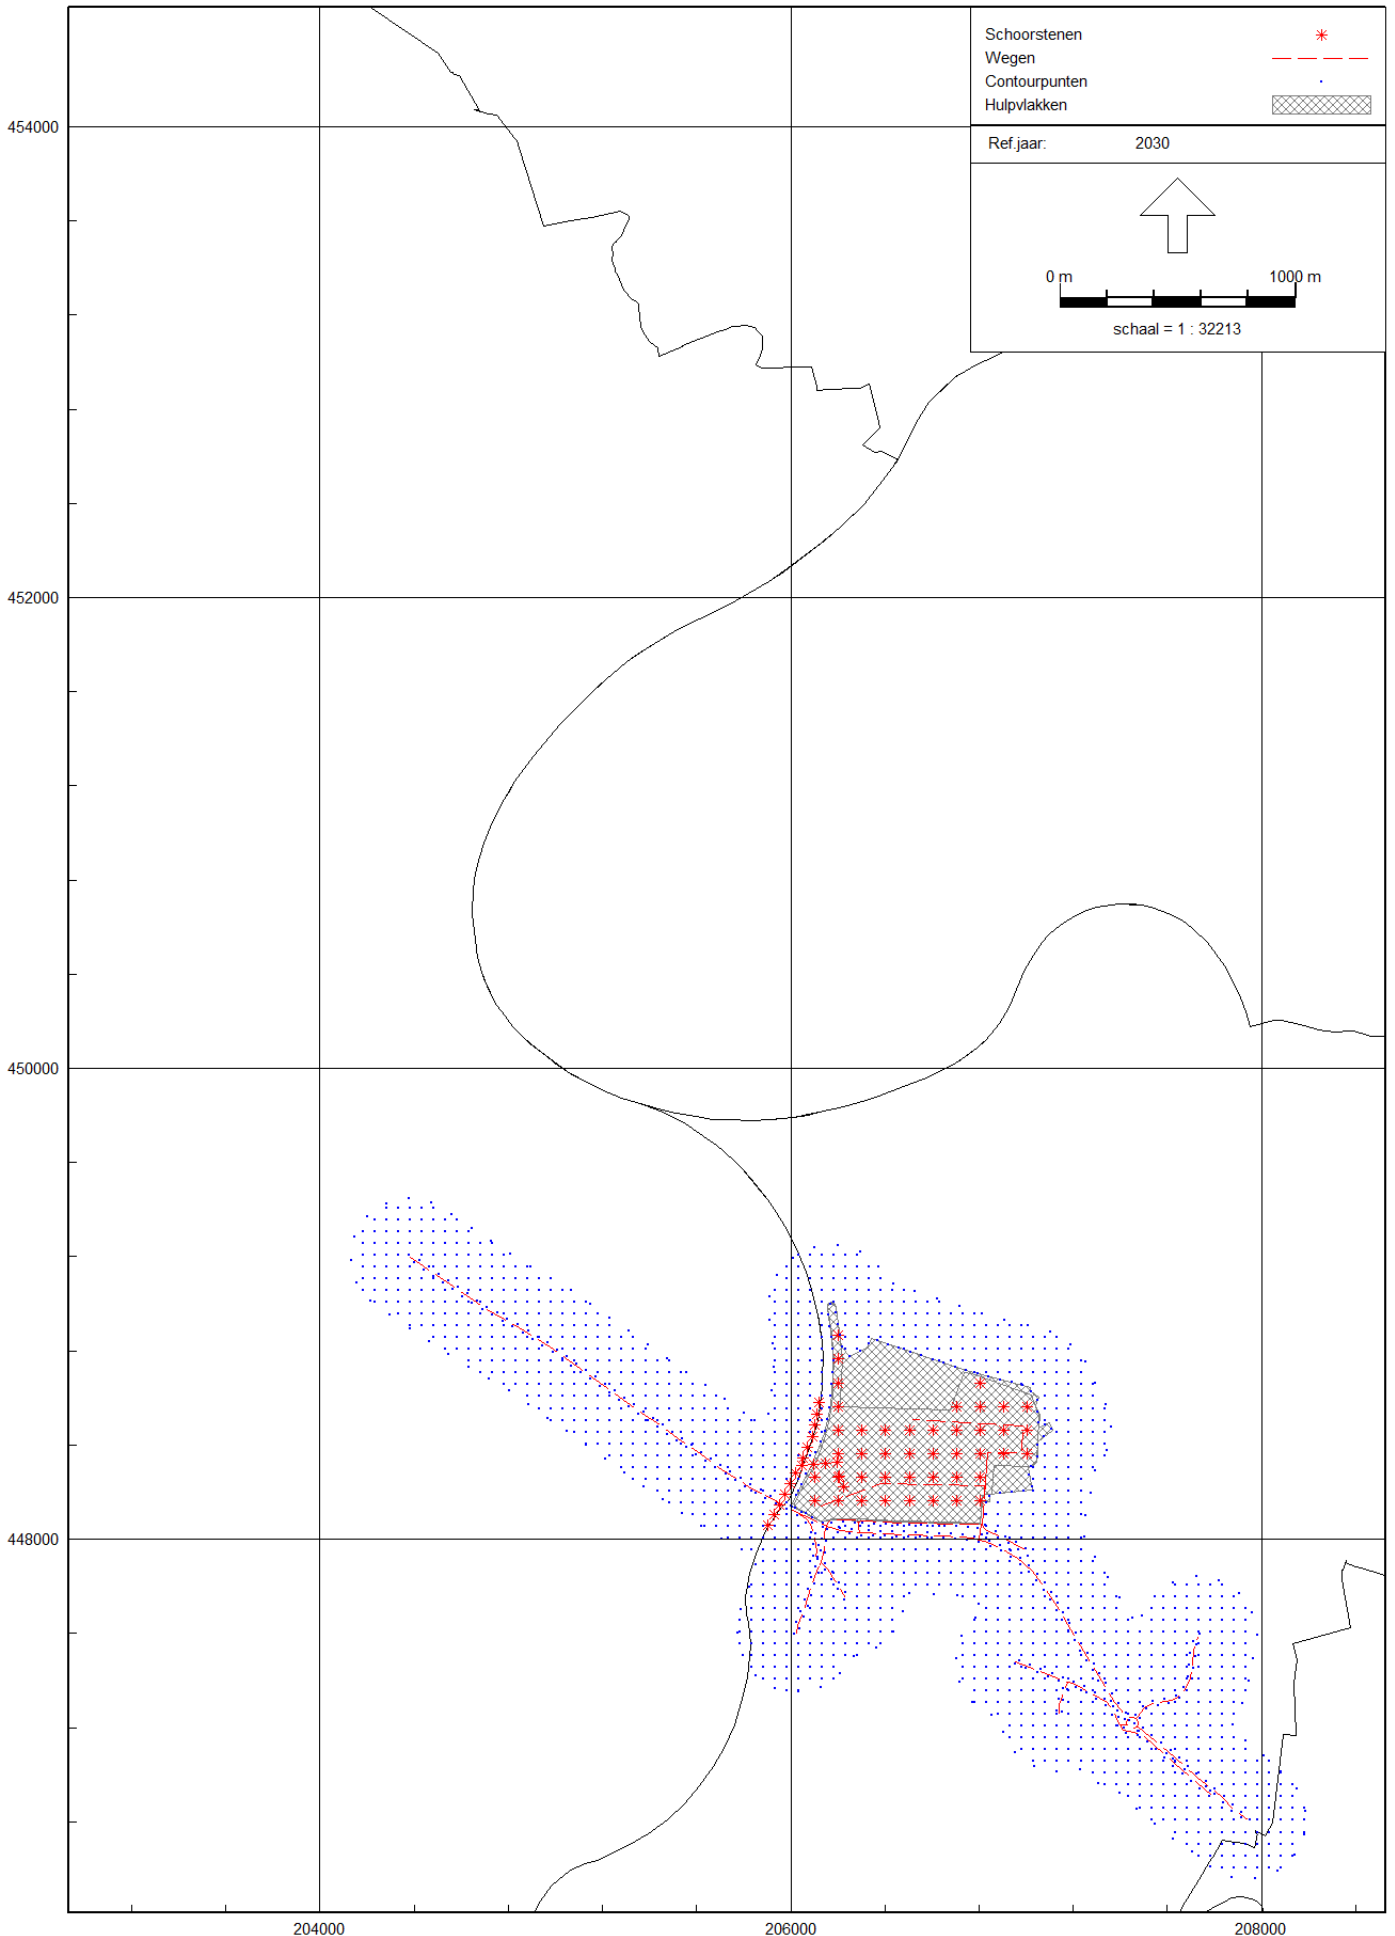 Schoorstenen
Wegen
Contourpunten
Hulpvlakken
Ref.jaar: 2030
0 m 1000 m
schaal = 1 : 32213
454000
452000
450000
448000
204000 206000 208000